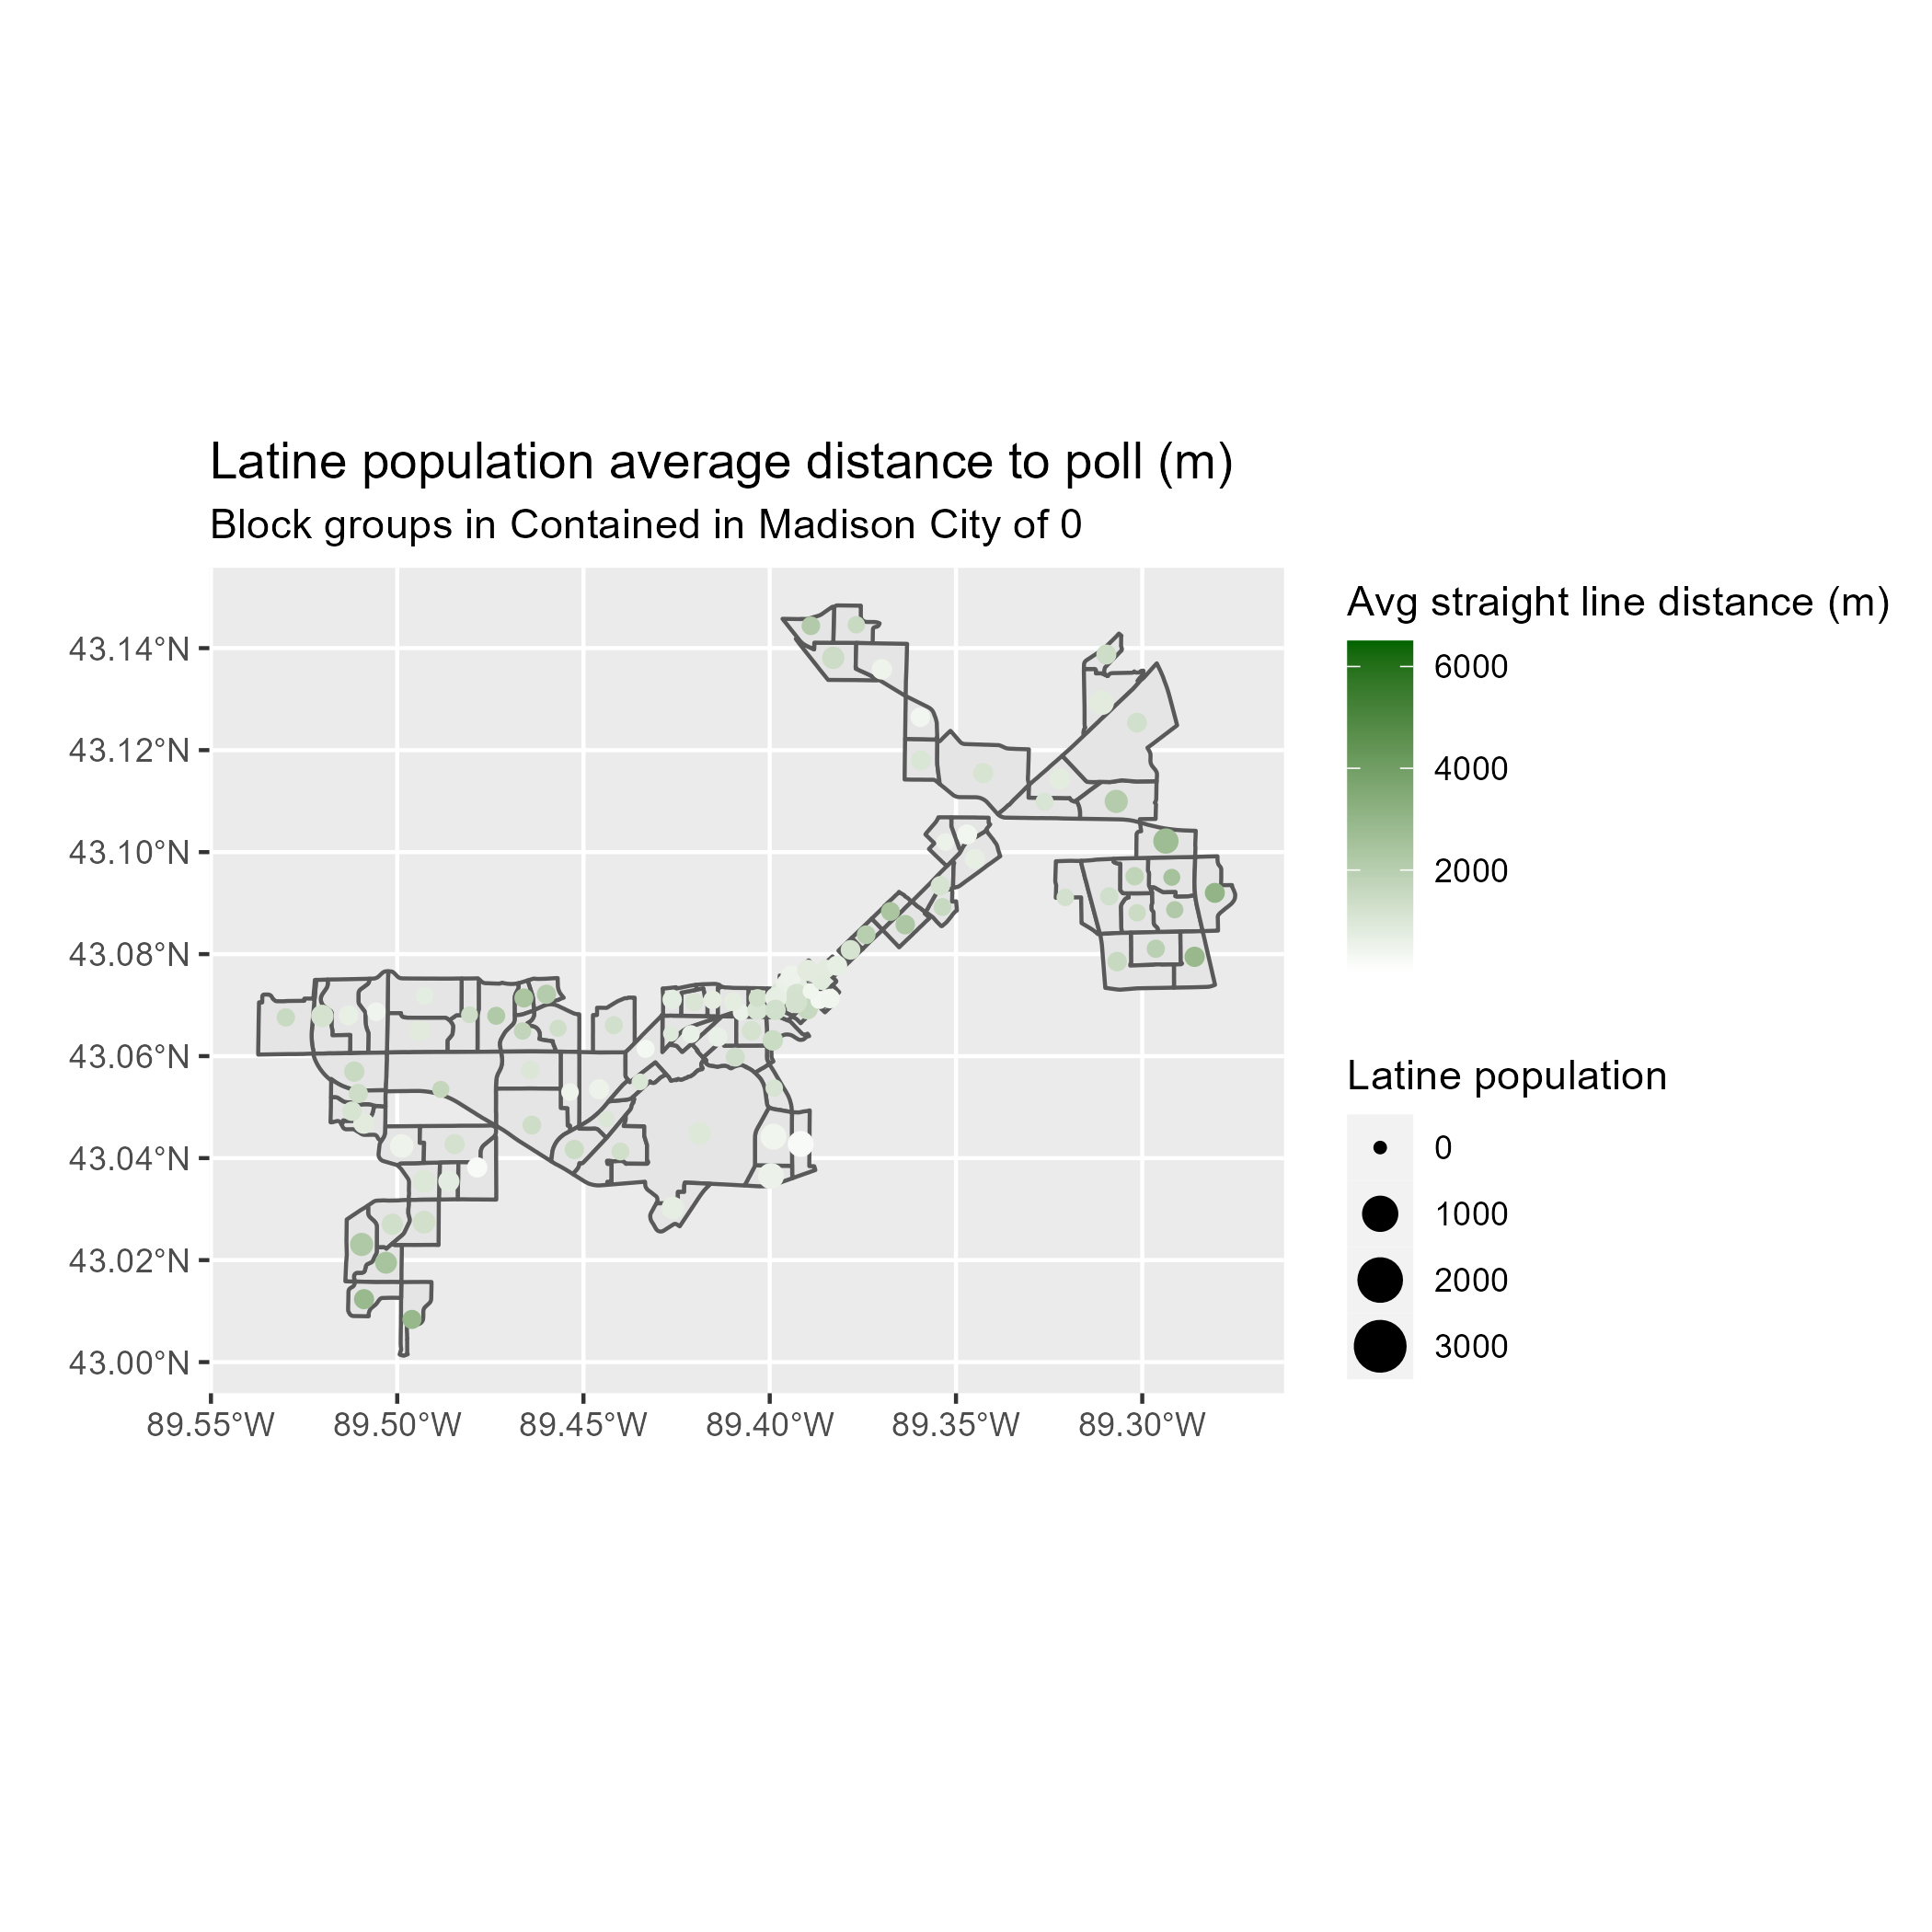 Latine population average distance to poll (m)
Block groups in Contained in Madison City of 0
43.14°N
43.12°N
43.10°N
43.08°N
43.06°N
43.04°N
43.02°N
43.00°N
89.55°W
89.50°W
89.45°W
89.40°W
89.35°W
89.30°W
Avg straight line distance (m)
6000
4000
2000
Latine population
0
1000
2000
3000